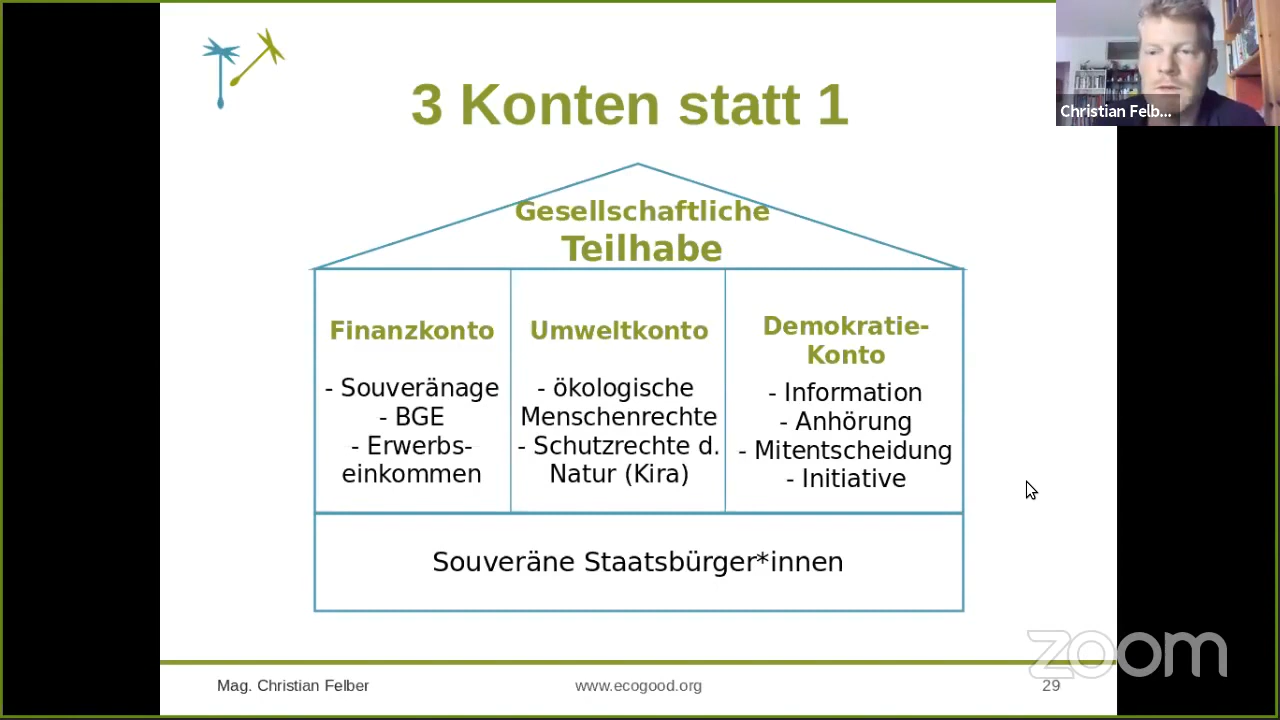 3 Konten statt 1
Christian Felb...
Gesellschaftliche
Teilhabe
Finanzkonto
- Souveränage
- BGE
- Erwerbs-
einkommen
Umweltkonto
- ökologische
Menschenrechte
- Schutzrechte d.
Natur (Kira)
Demokratie-
Konto
- Information
- Anhörung
- Mitentscheidung
- Initiative
Souveräne Staatsbürger*innen
zoom
Mag. Christian Felber
www.ecogood.org
29